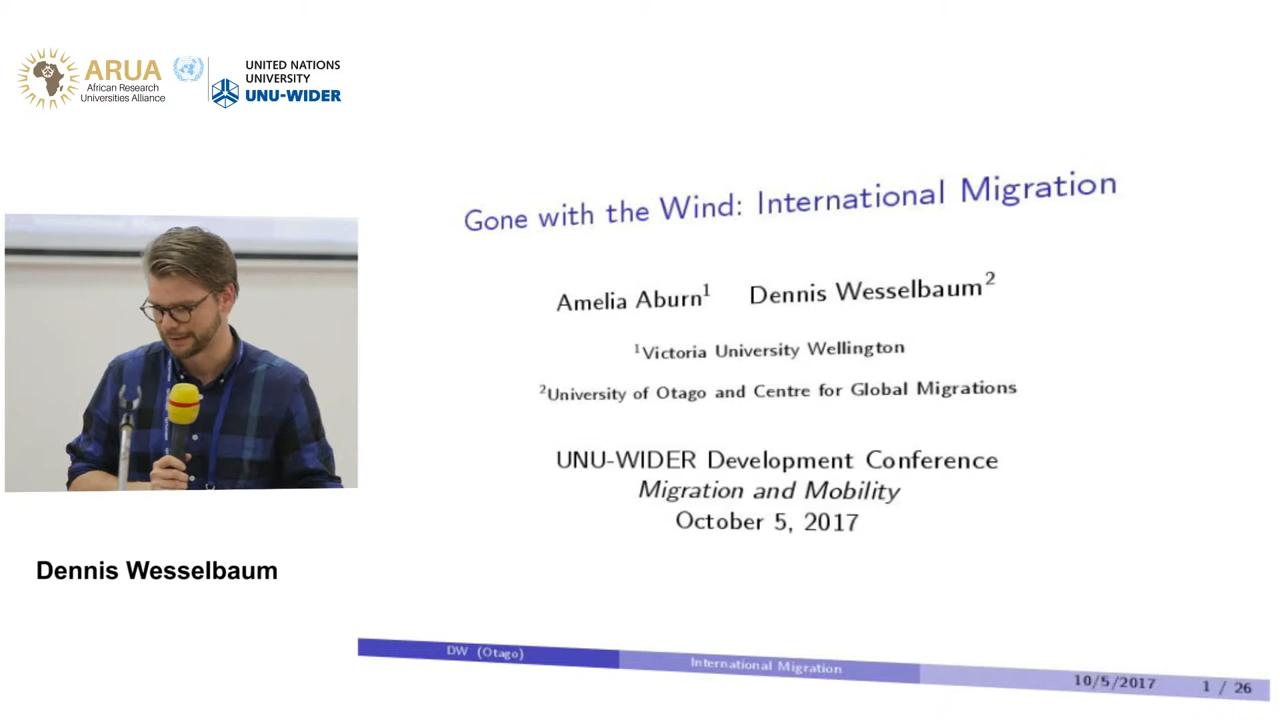 ARUA
African Research
Universities Alliance
UNITED NATIONS
UNIVERSITY
UNU-WIDER
Gone with the Wind: International Migration
Amelia Aburn¹ Dennis Wesselbaum²
¹Victoria University Wellington
²University of Otago and Centre for Global Migrations
UNU-WIDER Development Conference
Migration and Mobility
October 5, 2017
Dennis Wesselbaum
DW (Otago) International Migration 10/5/2017 1 / 26